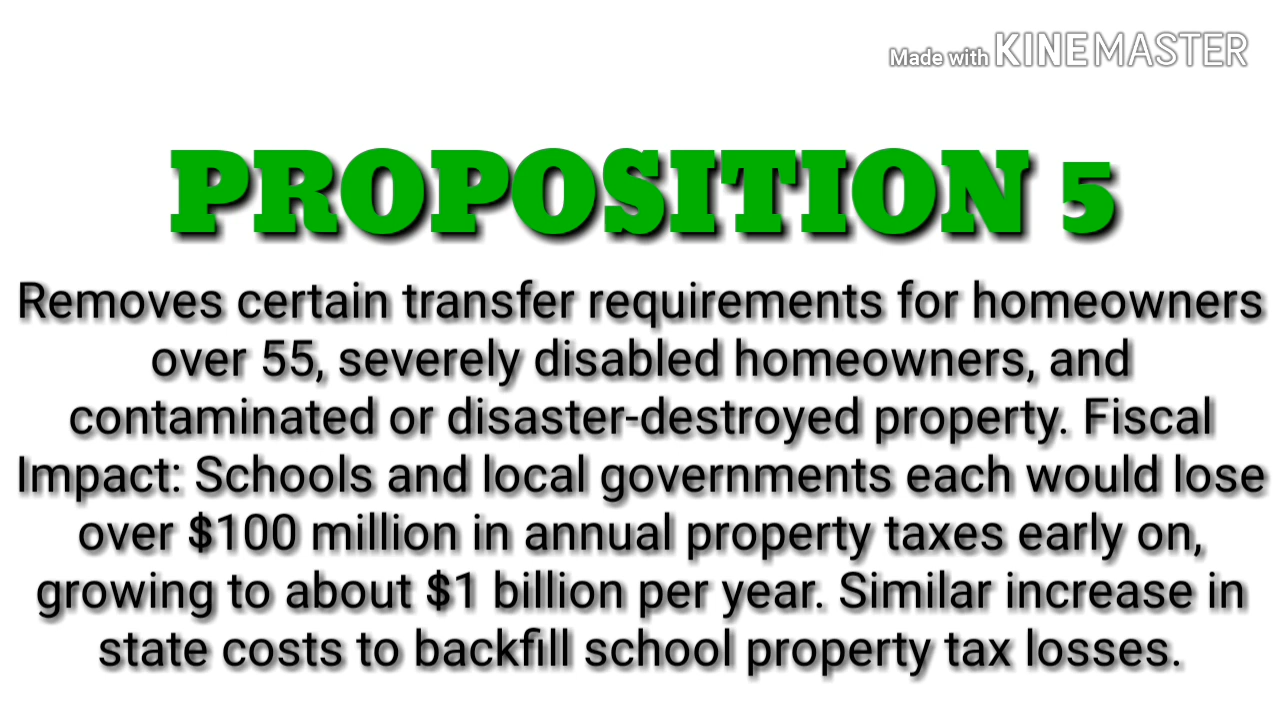 Made with KINEMASTER
PROPOSITION 5
Removes certain transfer requirements for homeowners
over 55, severely disabled homeowners, and
contaminated or disaster-destroyed property. Fiscal
Impact: Schools and local governments each would lose
over $100 million in annual property taxes early on,
growing to about $1 billion per year. Similar increase in
state costs to backfill school property tax losses.